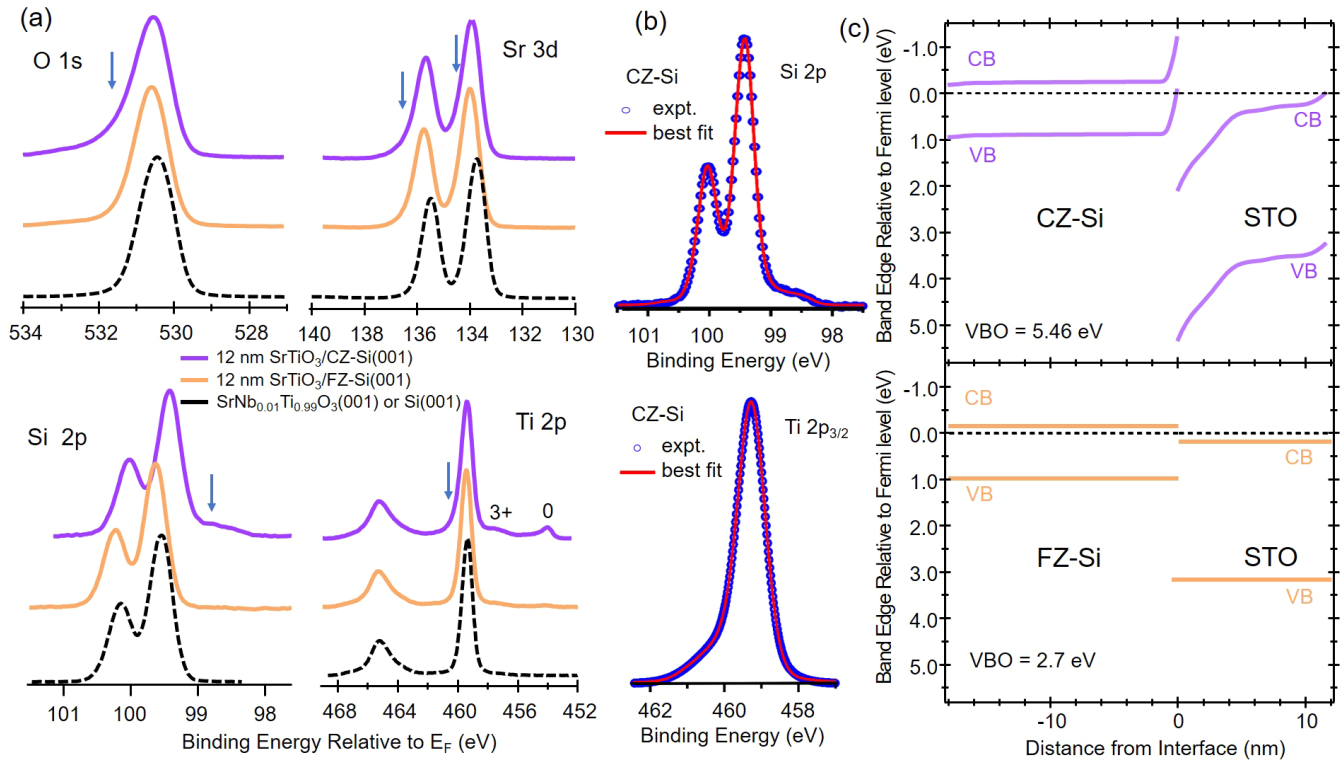 (a)
O 1s
Sr 3d
534 532 530 528
140 138 136 134 132 130
12 nm SrTiO₃/CZ-Si(001)
12 nm SrTiO₃/FZ-Si(001)
SrNb₀.₀₁Ti₀.₉₉O₃(001) or Si(001)
Si 2p
Ti 2p
3+
0
101 100 99 98
468 464 460 456 452
Binding Energy Relative to E_F (eV)
(b)
CZ-Si
expt.
best fit
Si 2p
101 100 99 98
Binding Energy (eV)
CZ-Si
expt.
best fit
Ti 2p₃/₂
462 460 458
Binding Energy (eV)
(c)
Band Edge Relative to Fermi level (eV)
-1.0
0.0
1.0
2.0
3.0
4.0
5.0
CB
VB
CZ-Si
VBO = 5.46 eV
CB
STO
VB
Band Edge Relative to Fermi level (eV)
-1.0
0.0
1.0
2.0
3.0
4.0
5.0
CB
VB
FZ-Si
VBO = 2.7 eV
CB
STO
VB
-10 0 10
Distance from Interface (nm)